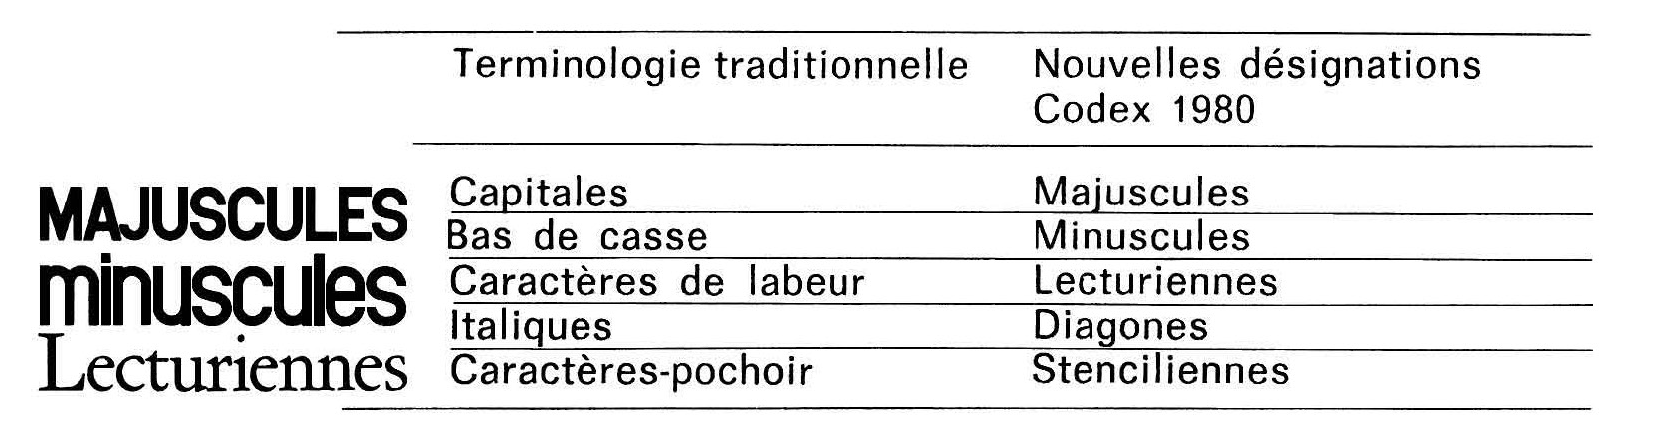 Terminologie traditionnelle Nouvelles désignations
Codex 1980
MAJUSCULES Capitales Majuscules
Bas de casse Minuscules
minuscules Caractères de labeur Lecturiennes
Italiques Diagones
Lecturiennes Caractères-pochoir Stenciliennes